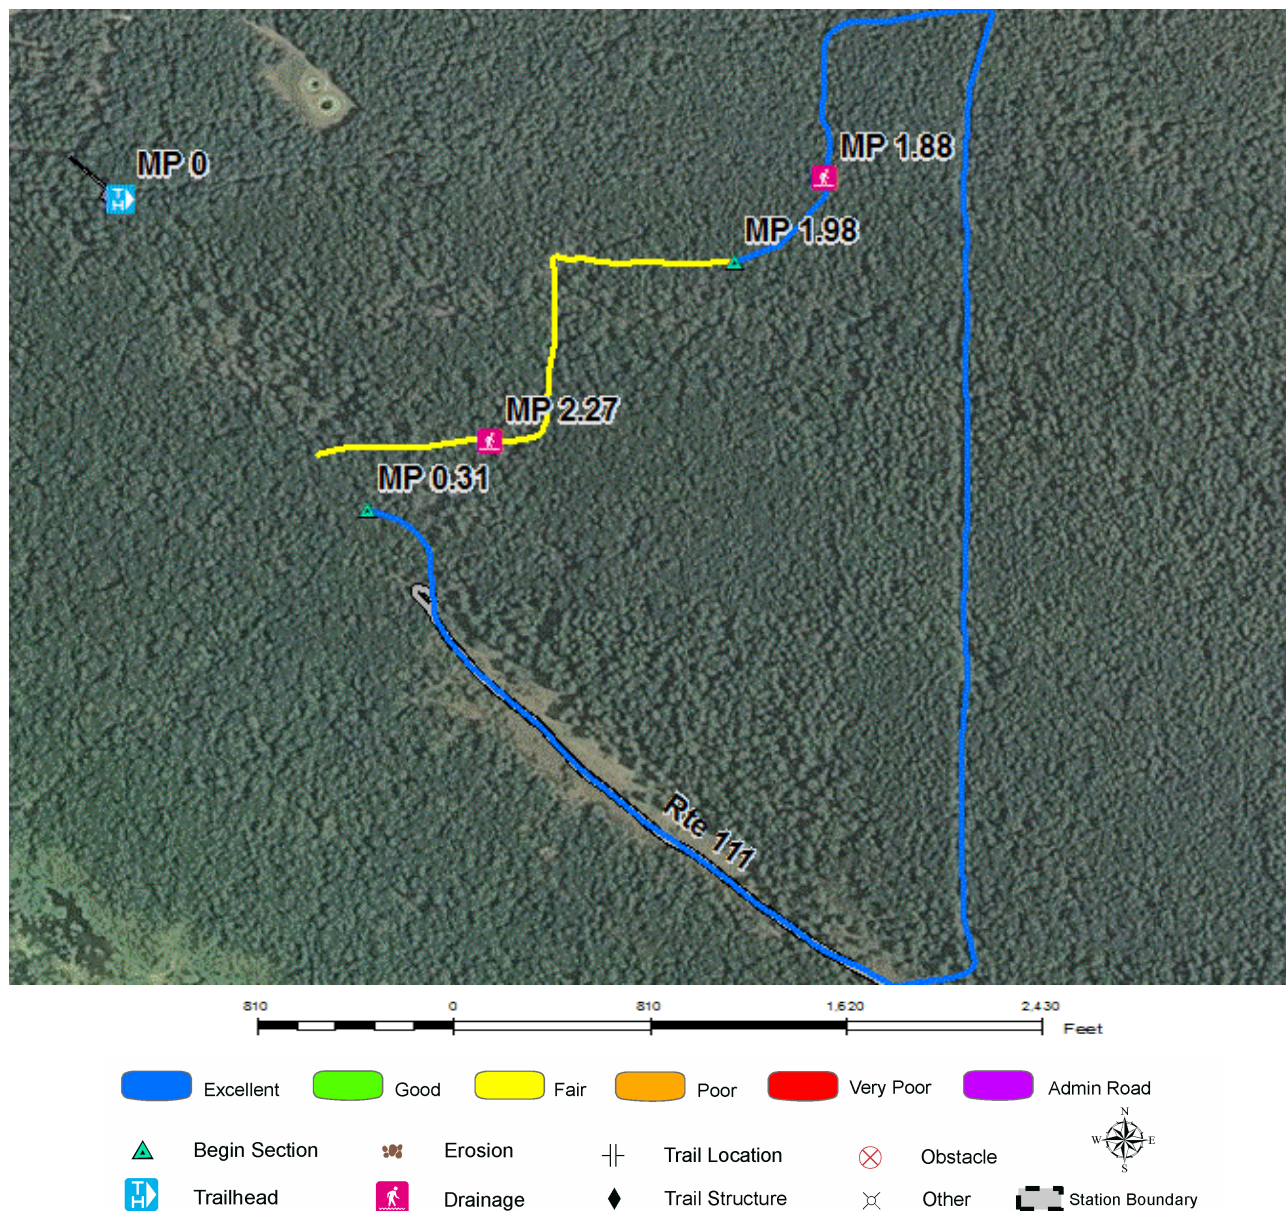 MP 0
MP 1.88
MP 1.98
MP 2.27
MP 0.31
Rte 111
810 0 810 1,620 2,430
Feet
Excellent Good Fair Poor Very Poor Admin Road
N
W E
S
Begin Section Erosion Trail Location Obstacle
TH Trailhead Drainage Trail Structure Other Station Boundary